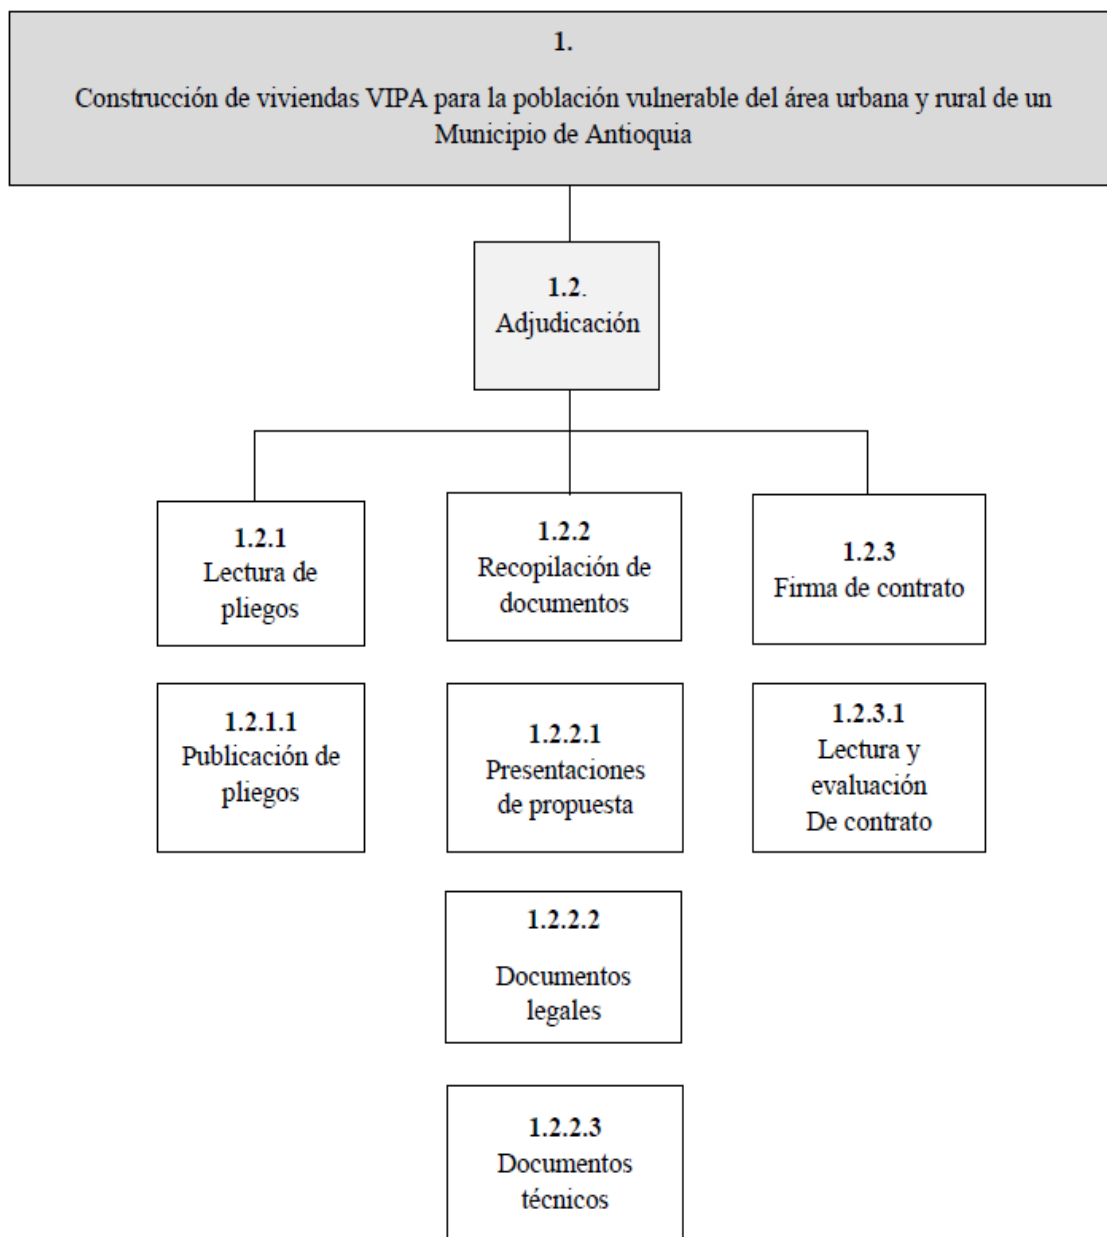 1.
Construcción de viviendas VIPA para la población vulnerable del área urbana y rural de un
Municipio de Antioquia
1.2.
Adjudicación
1.2.1
Lectura de
pliegos
1.2.2
Recopilación de
documentos
1.2.3
Firma de contrato
1.2.1.1
Publicación de
pliegos
1.2.2.1
Presentaciones
de propuesta
1.2.3.1
Lectura y
evaluación
De contrato
1.2.2.2
Documentos
legales
1.2.2.3
Documentos
técnicos